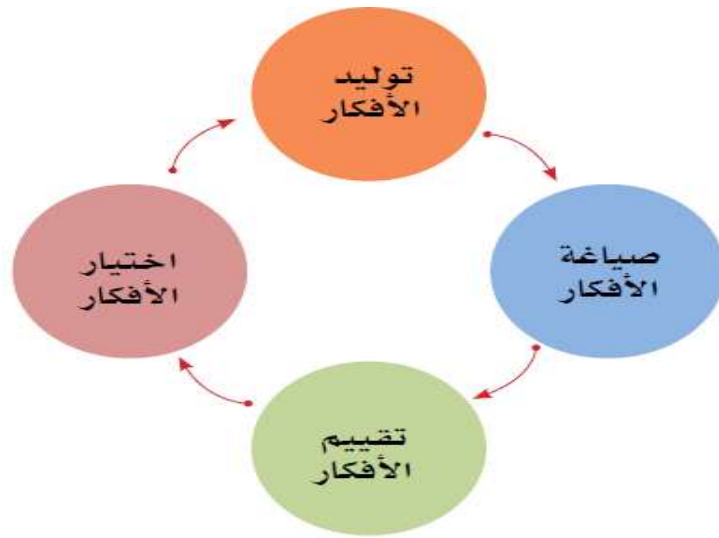 توليد
الأفكار
صياغة
الأفكار
تقييم
الأفكار
اختيار
الأفكار